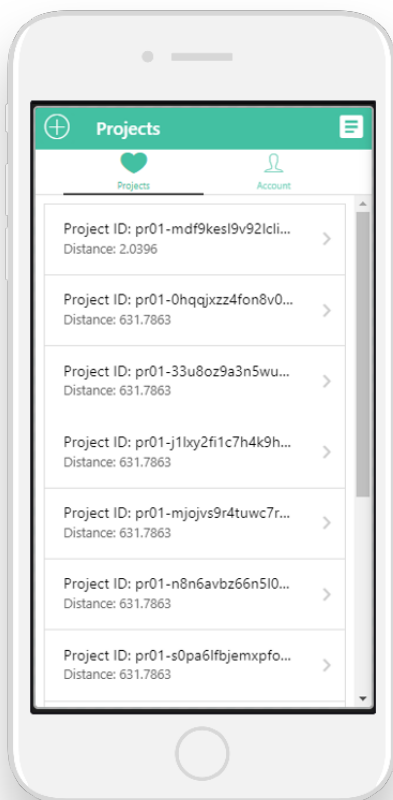 Projects
Projects
Account
Project ID: pr01-mdf9kesl9v92lcli...
Distance: 2.0396
Project ID: pr01-0hqqjxzz4fon8v0...
Distance: 631.7863
Project ID: pr01-33u8oz9a3n5wu...
Distance: 631.7863
Project ID: pr01-j1lxy2fi1c7h4k9h...
Distance: 631.7863
Project ID: pr01-mjojvs9r4tuwc7r...
Distance: 631.7863
Project ID: pr01-n8n6avbz66n5l0...
Distance: 631.7863
Project ID: pr01-s0pa6lfbjemxpfo...
Distance: 631.7863